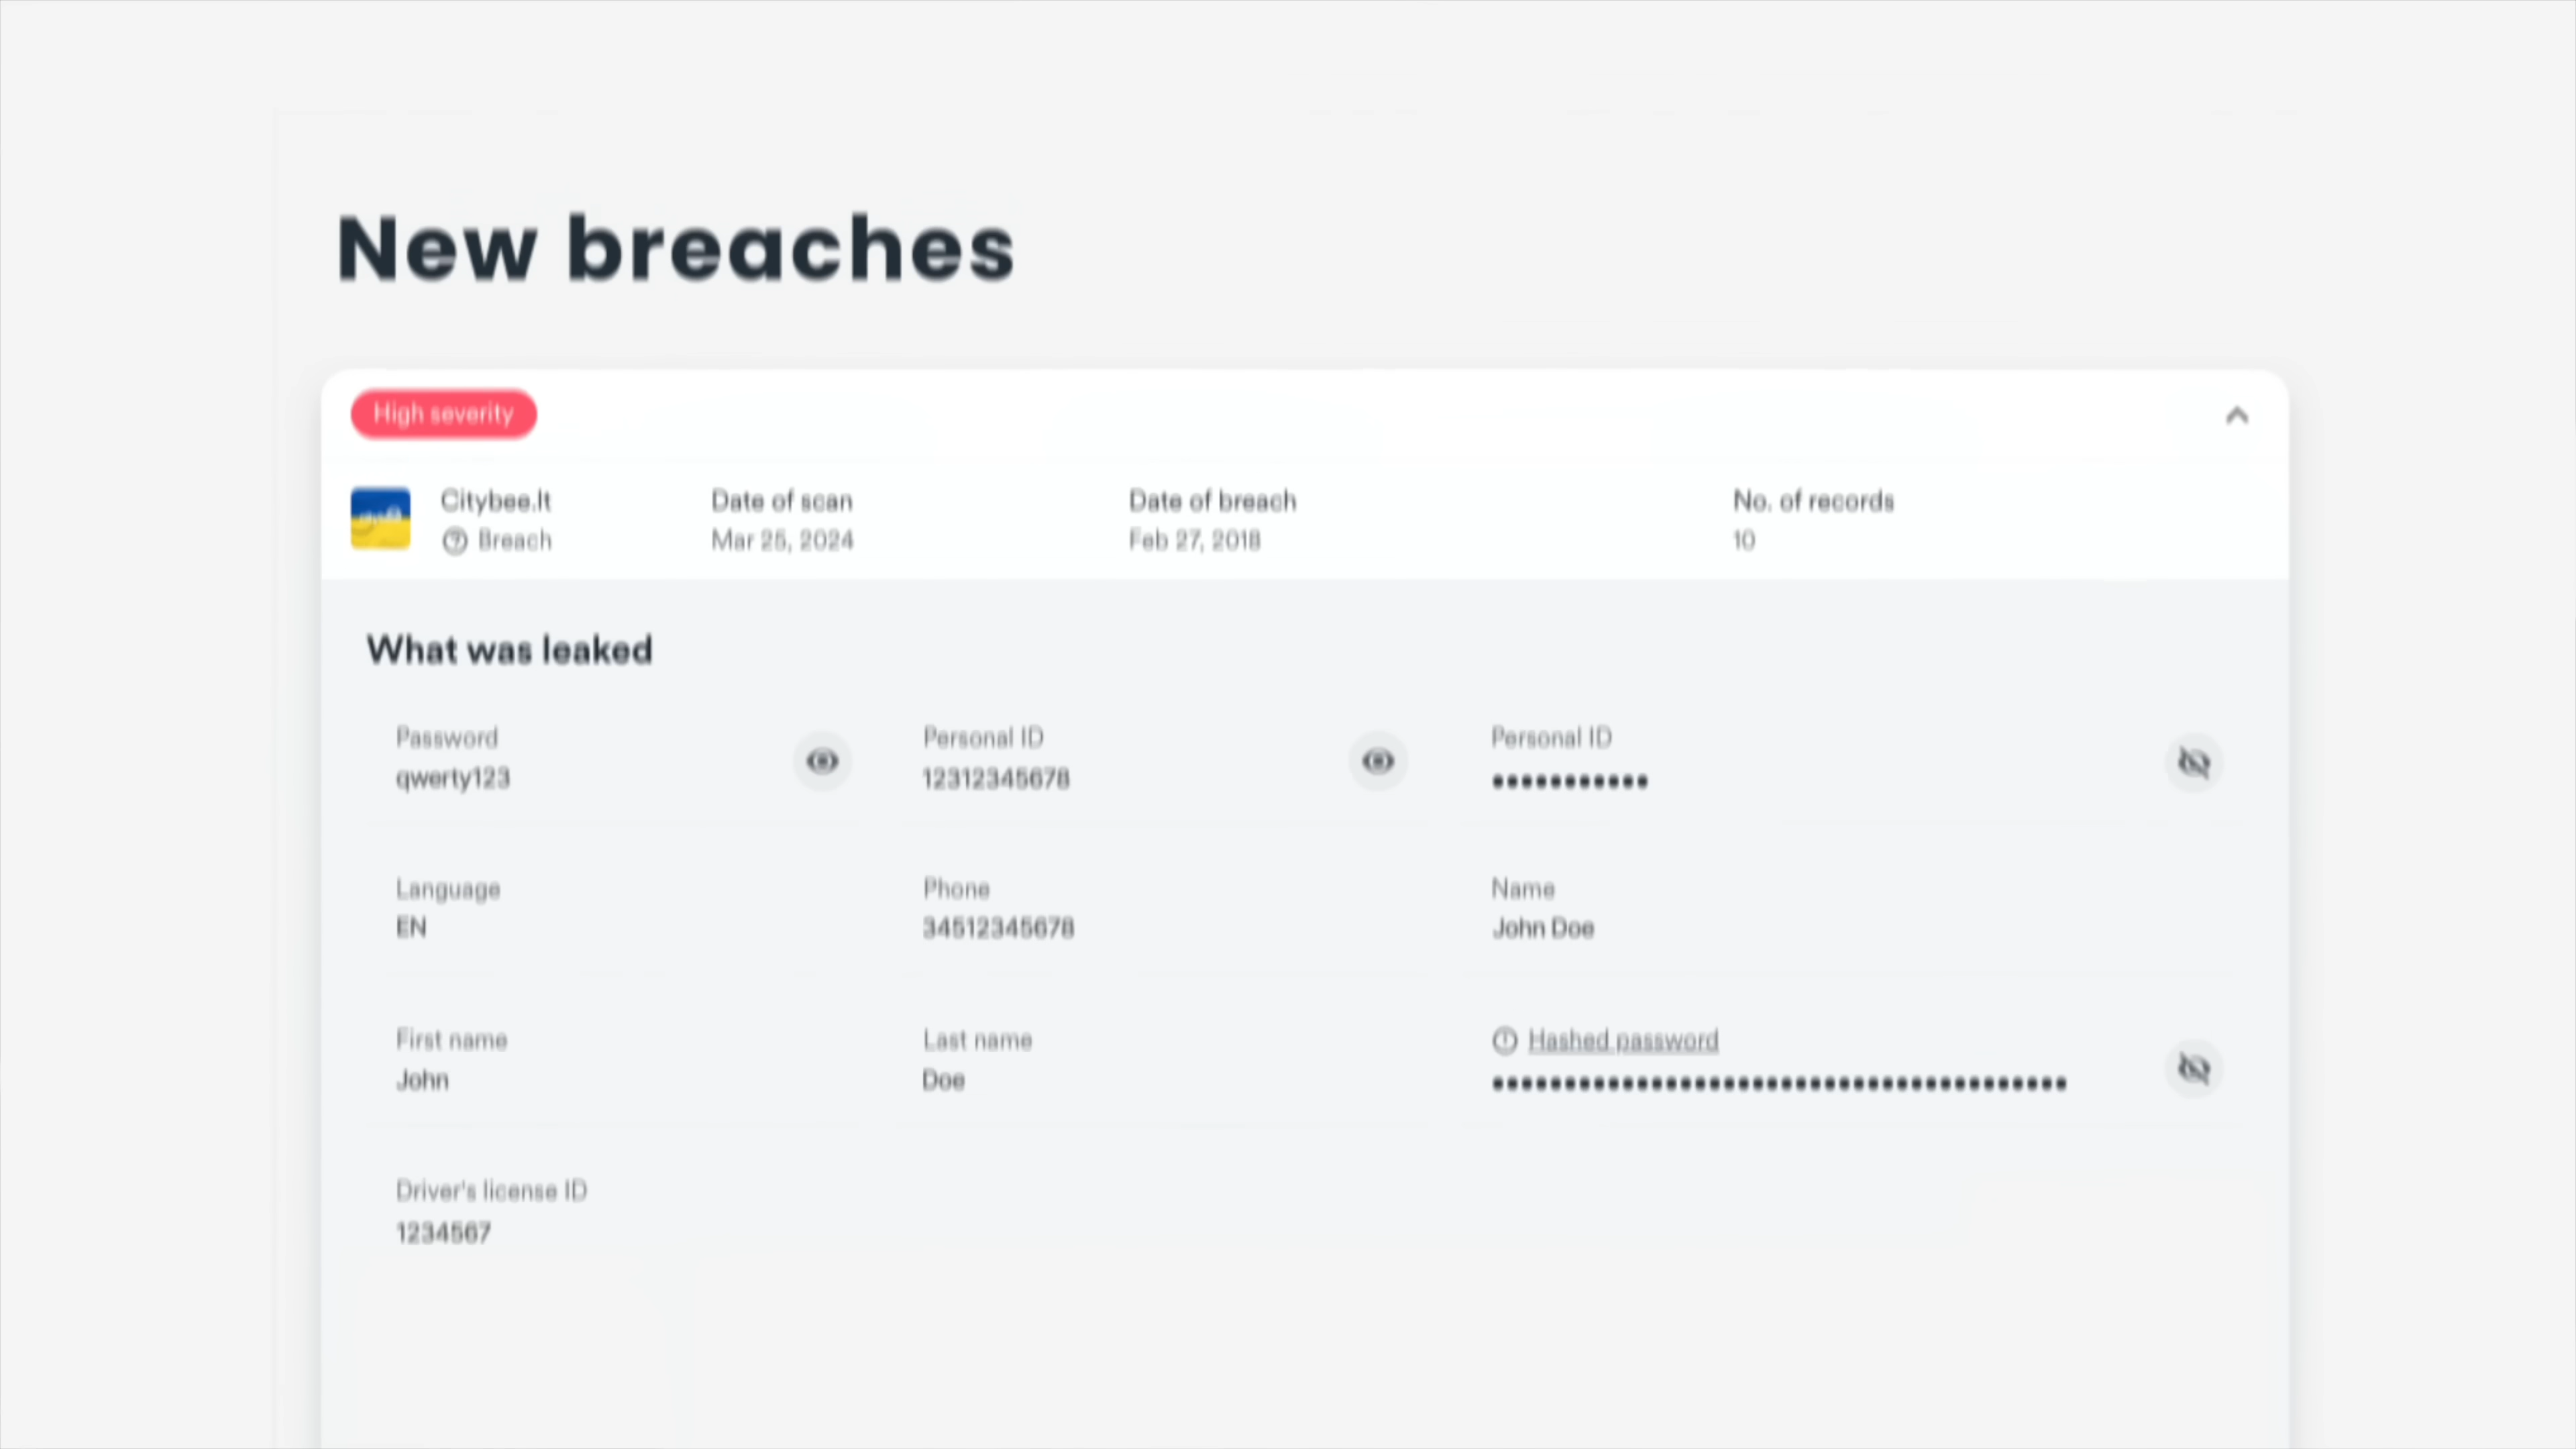 New breaches
High severity
Citybee.lt
Breach
Date of scan
Mar 25, 2024
Date of breach
Feb 27, 2018
No. of records
10
What was leaked
Password
qwerty123
Personal ID
12312345678
Personal ID
•••••••••••
Language
EN
Phone
34512345678
Name
John Doe
First name
John
Last name
Doe
Hashed password
••••••••••••••••••••••••••••••••••••••••
Driver's license ID
1234567